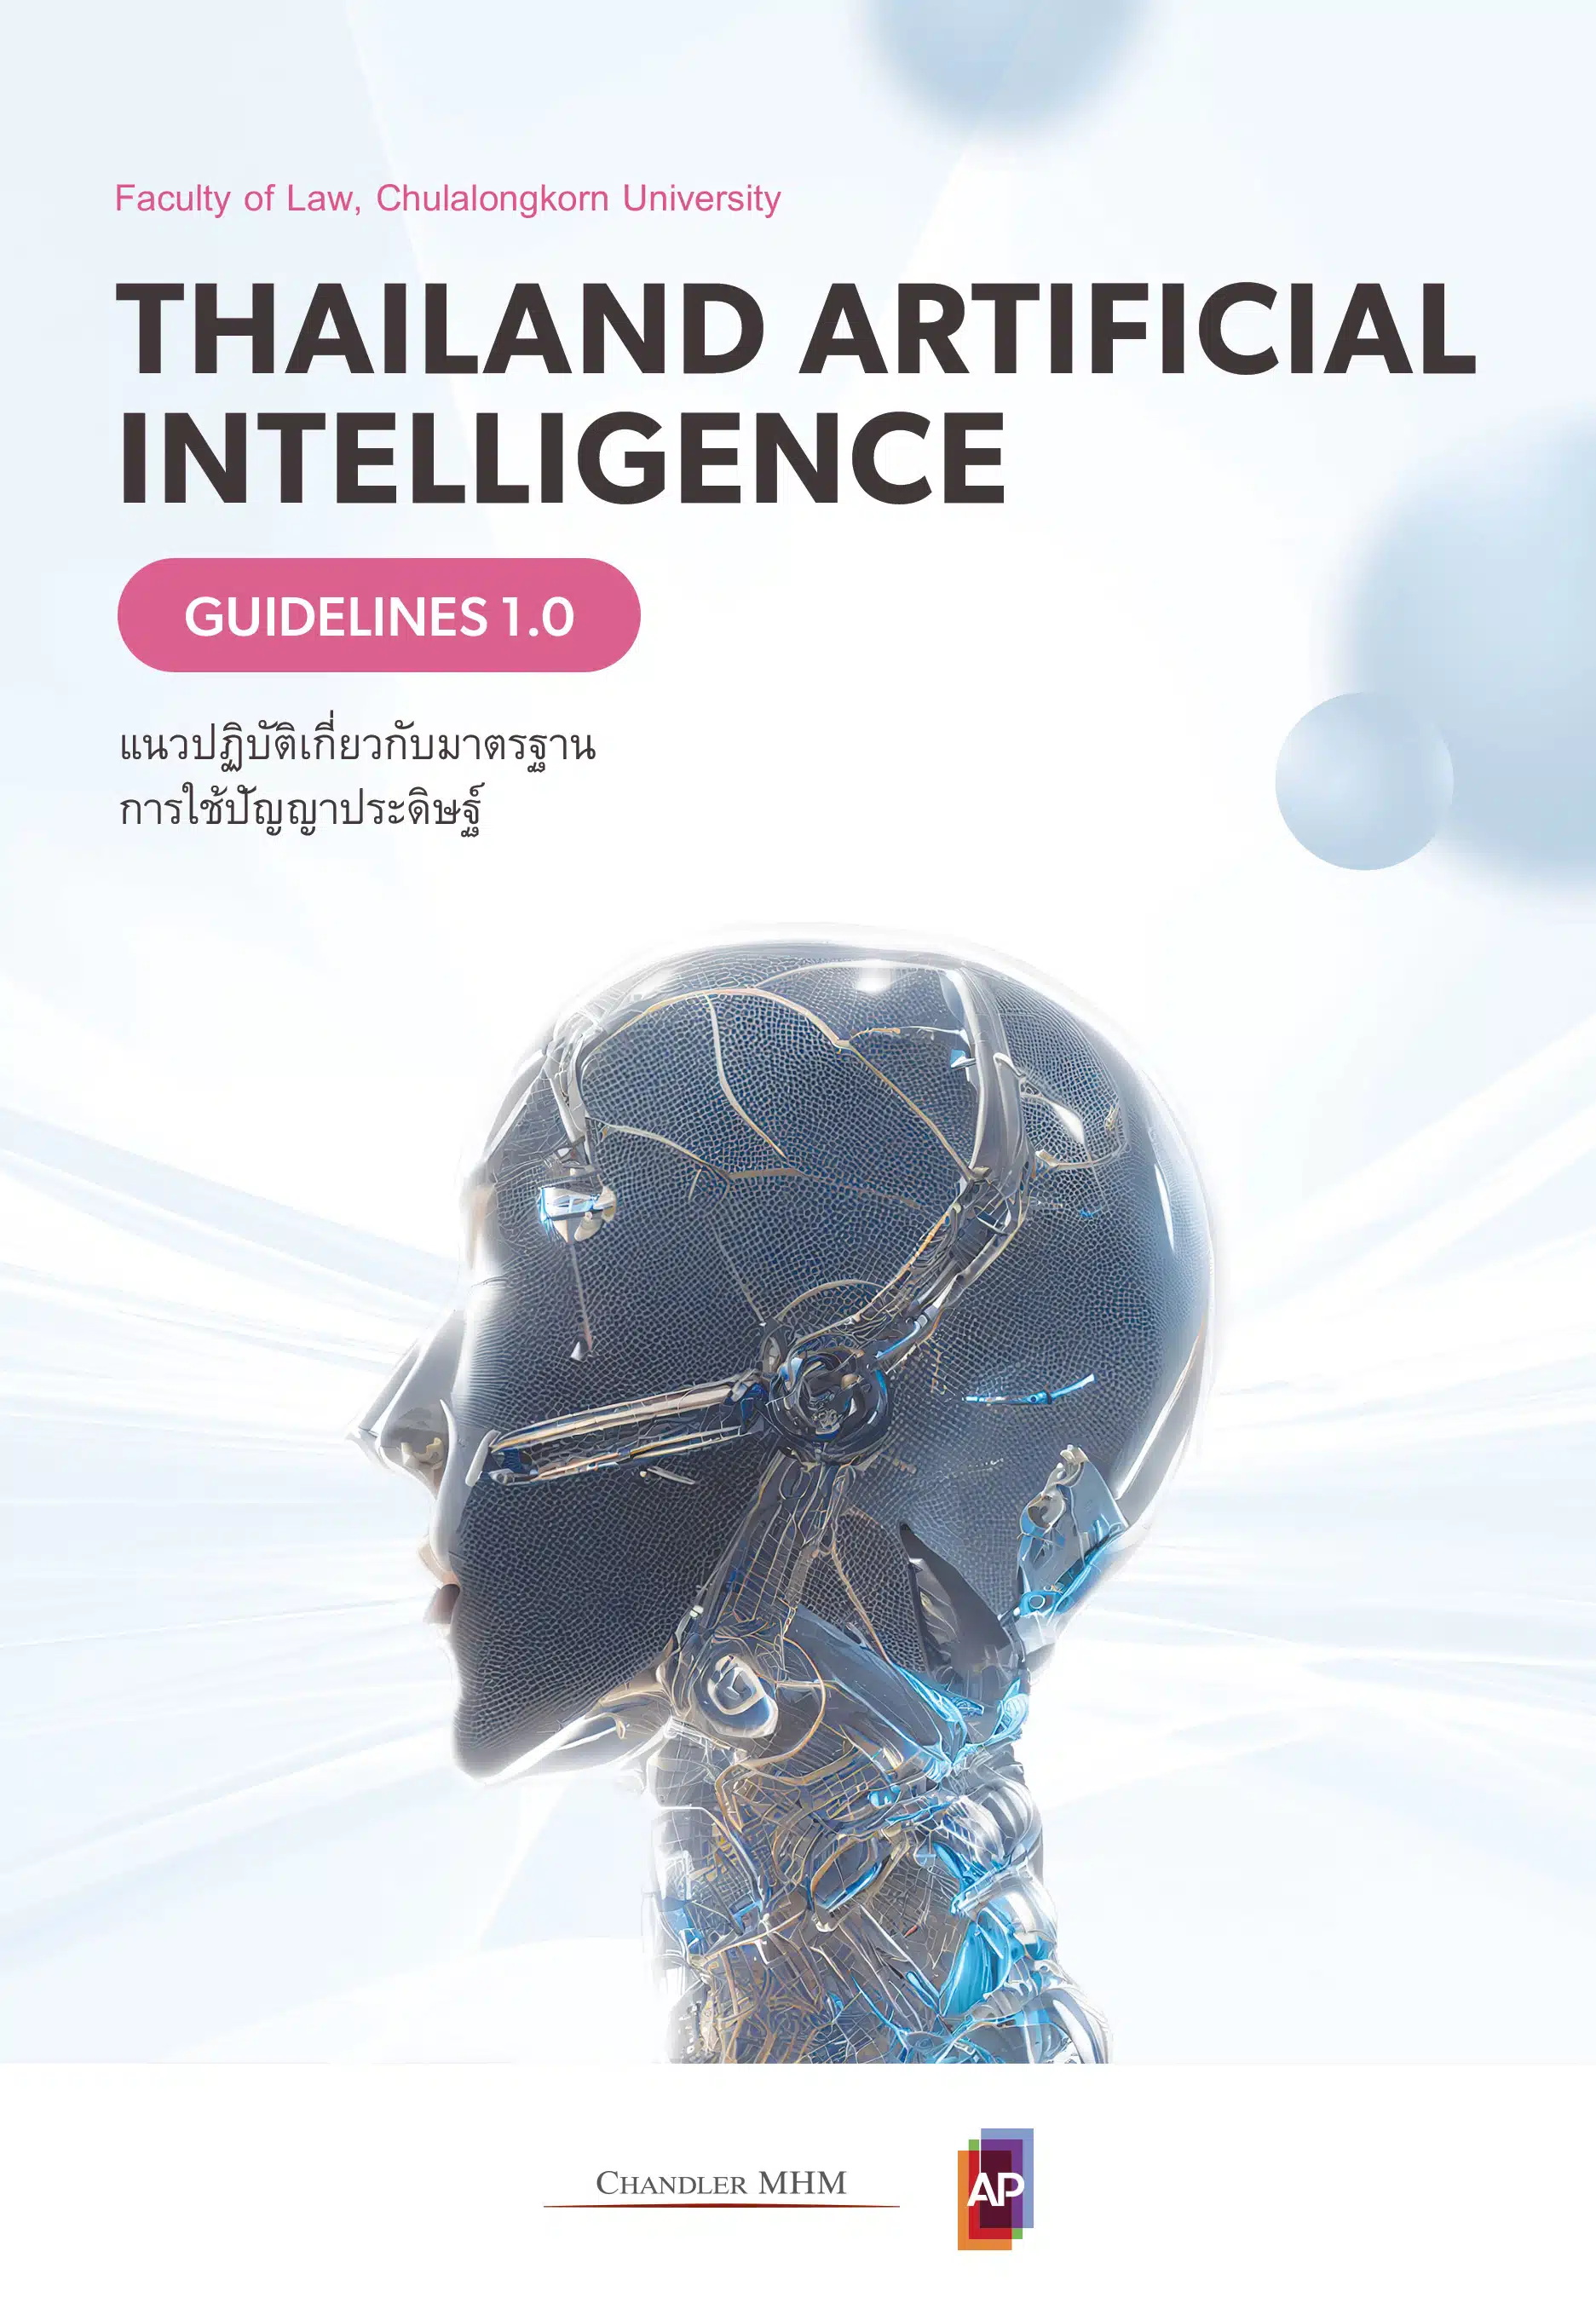 Faculty of Law, Chulalongkorn University
THAILAND ARTIFICIAL
INTELLIGENCE
GUIDELINES 1.0
แนวปฏิบัติเกี่ยวกับมาตรฐาน
การใช้ปัญญาประดิษฐ์
CHANDLER MHM
AP